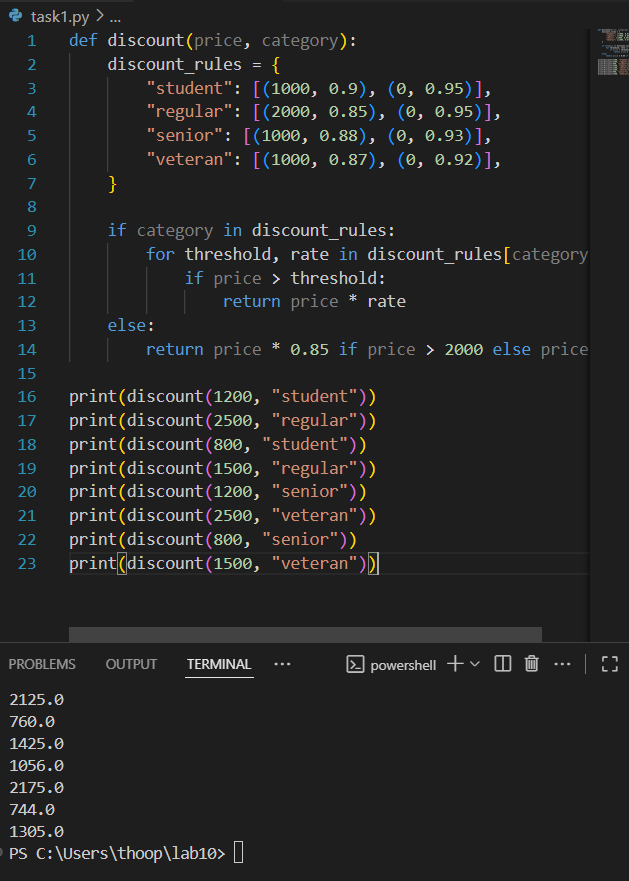 task1.py > ...
1 def discount(price, category):
2     discount_rules = {
3         "student": [(1000, 0.9), (0, 0.95)],
4         "regular": [(2000, 0.85), (0, 0.95)],
5         "senior": [(1000, 0.88), (0, 0.93)],
6         "veteran": [(1000, 0.87), (0, 0.92)],
7     }
8
9     if category in discount_rules:
10         for threshold, rate in discount_rules[category
11             if price > threshold:
12                 return price * rate
13     else:
14         return price * 0.85 if price > 2000 else price
15
16 print(discount(1200, "student"))
17 print(discount(2500, "regular"))
18 print(discount(800, "student"))
19 print(discount(1500, "regular"))
20 print(discount(1200, "senior"))
21 print(discount(2500, "veteran"))
22 print(discount(800, "senior"))
23 print(discount(1500, "veteran"))
PROBLEMS OUTPUT TERMINAL ... powershell ...
2125.0
760.0
1425.0
1056.0
2175.0
744.0
1305.0
PS C:\Users\thoop\lab10>